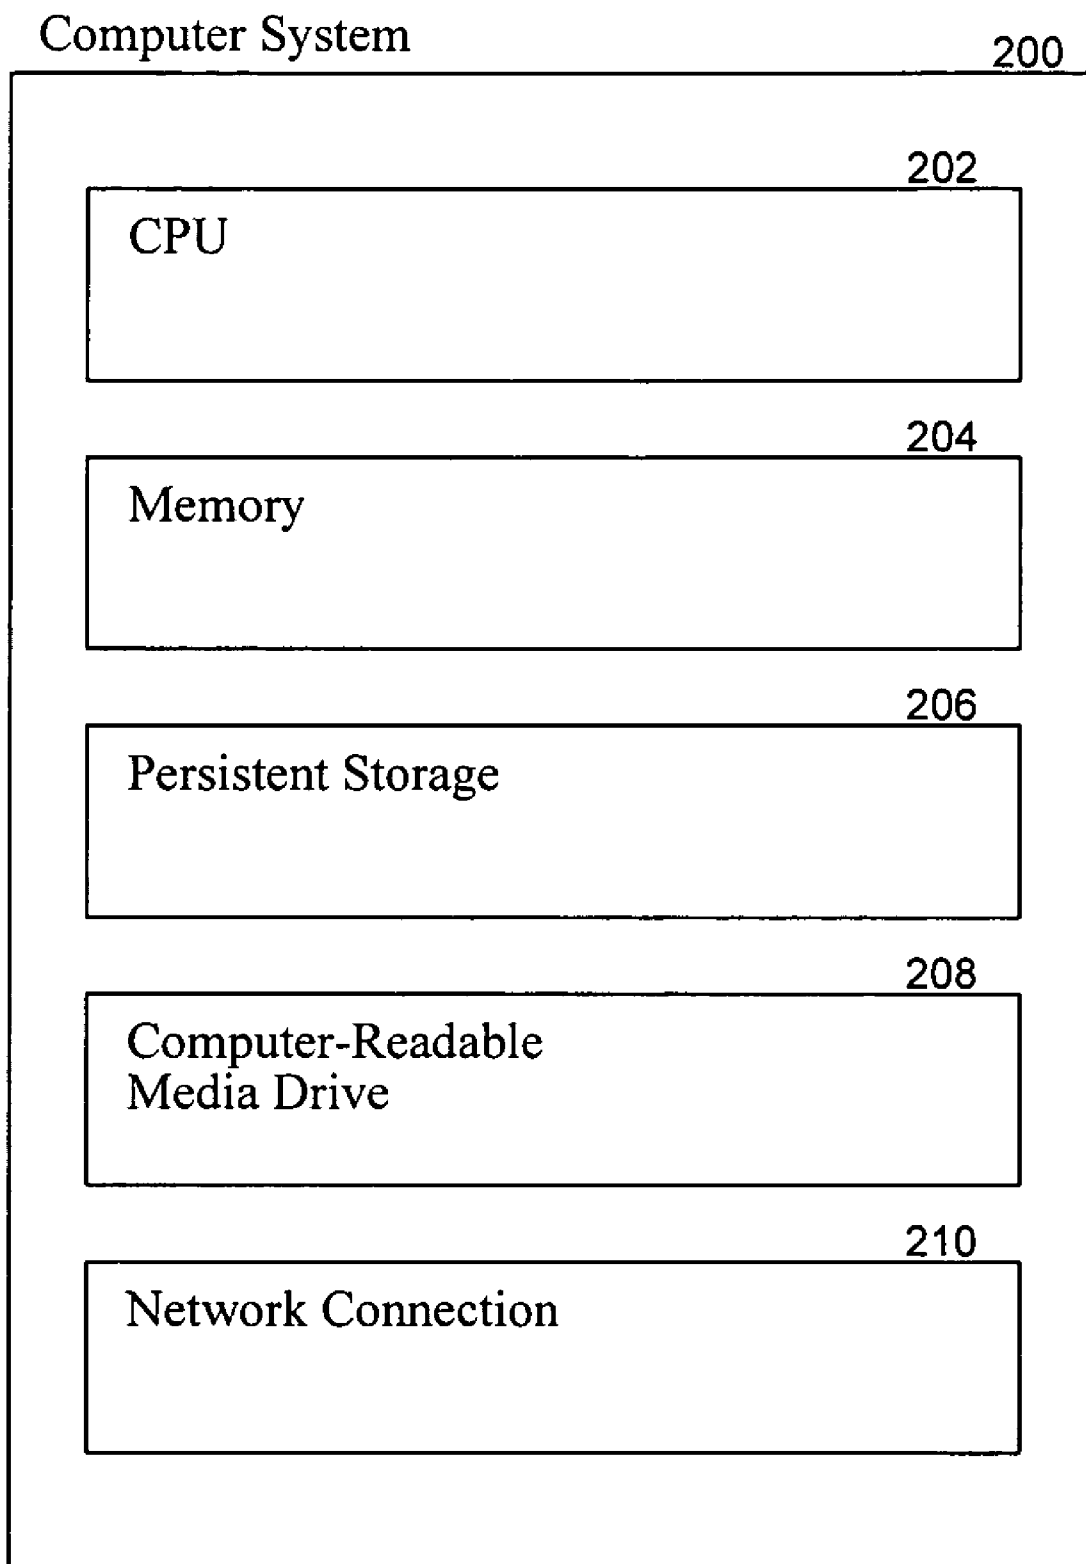 Computer System
200
202
CPU
204
Memory
206
Persistent Storage
208
Computer-Readable
Media Drive
210
Network Connection